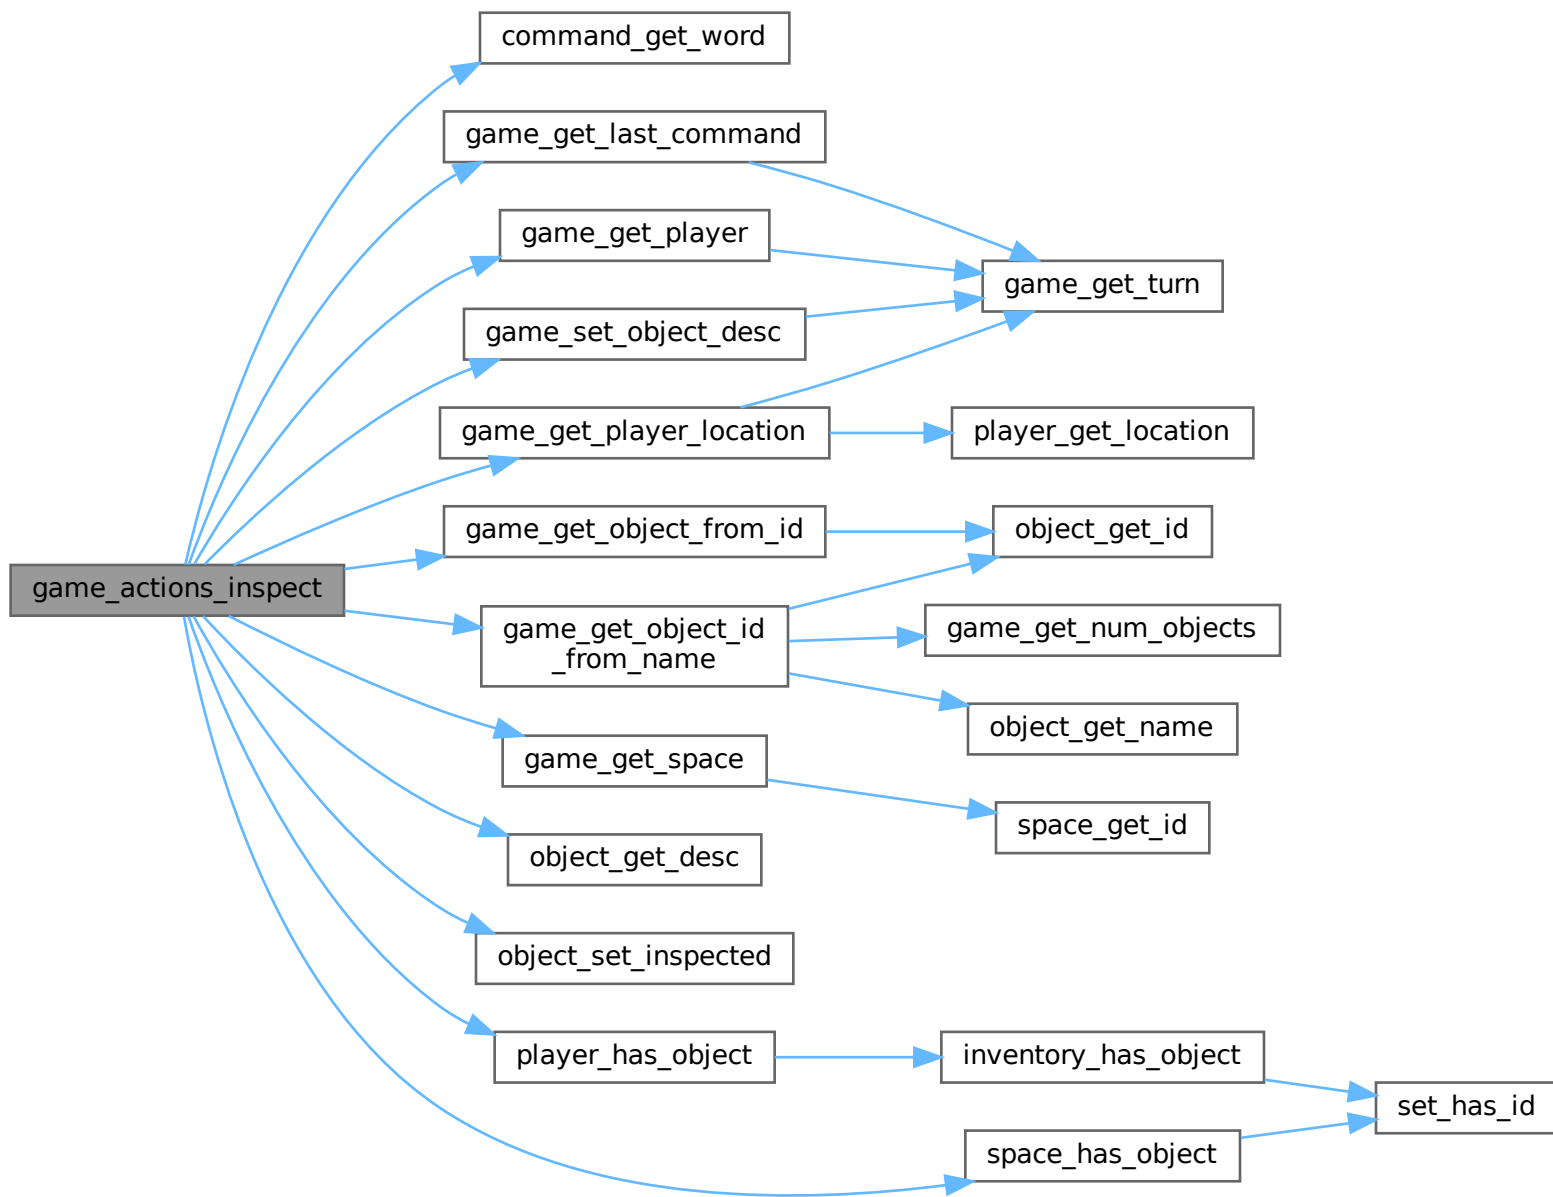 command_get_word
game_get_last_command
game_get_player
game_get_turn
game_set_object_desc
game_get_player_location
player_get_location
game_get_object_from_id
object_get_id
game_actions_inspect
game_get_object_id
_from_name
game_get_num_objects
object_get_name
game_get_space
space_get_id
object_get_desc
object_set_inspected
player_has_object
inventory_has_object
set_has_id
space_has_object